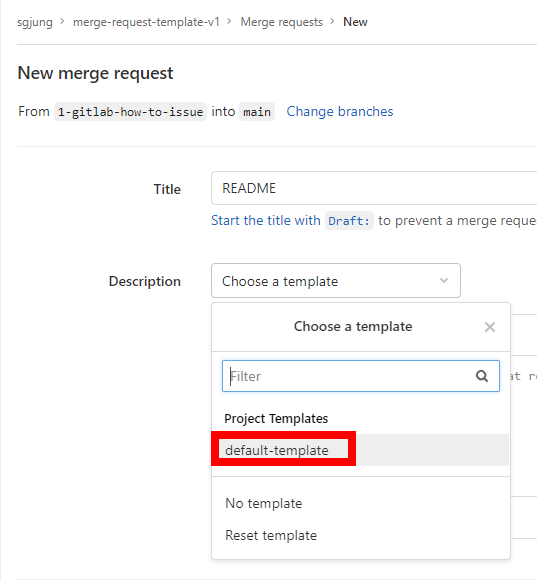 sgjung > merge-request-template-v1 > Merge requests > New
New merge request
From 1-gitlab-how-to-issue into main Change branches
Title README
Start the title with Draft: to prevent a merge reque
Description Choose a template
Choose a template
Filter
at re
Project Templates
default-template
No template
Reset template